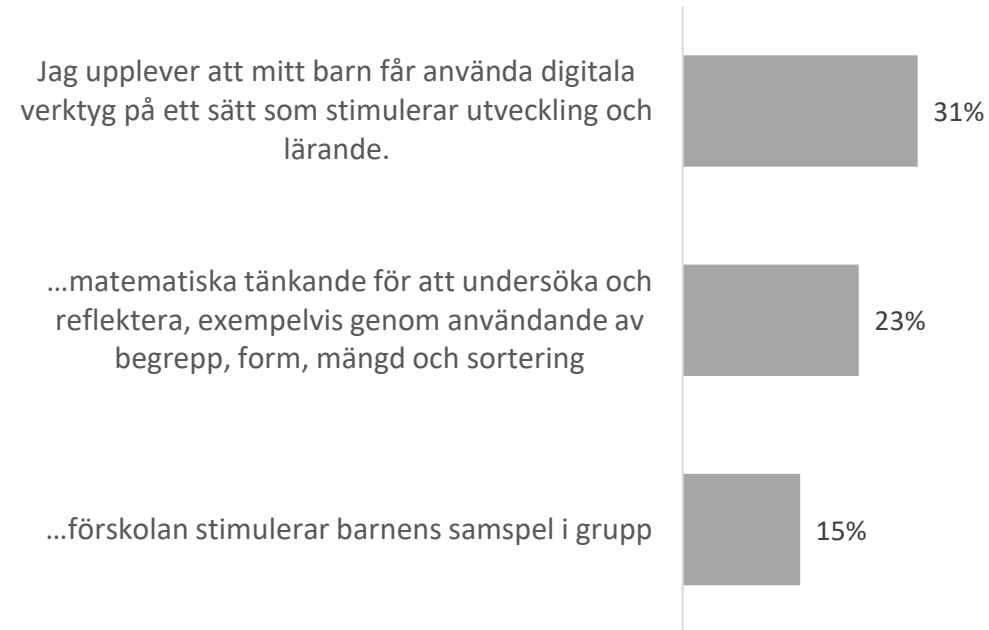 Jag upplever att mitt barn får använda digitala
verktyg på ett sätt som stimulerar utveckling och
lärande.
31%
…matematiska tänkande för att undersöka och
reflektera, exempelvis genom användande av
begrepp, form, mängd och sortering
23%
…förskolan stimulerar barnens samspel i grupp
15%